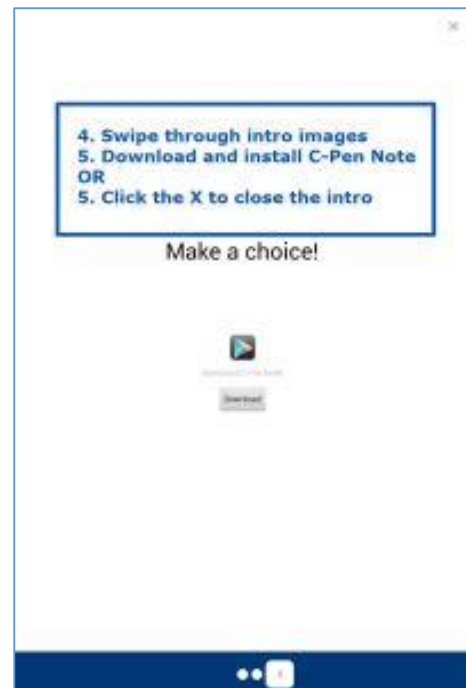 4. Swipe through intro images
5. Download and install C-Pen Note
OR
5. Click the X to close the intro
Make a choice!
Download